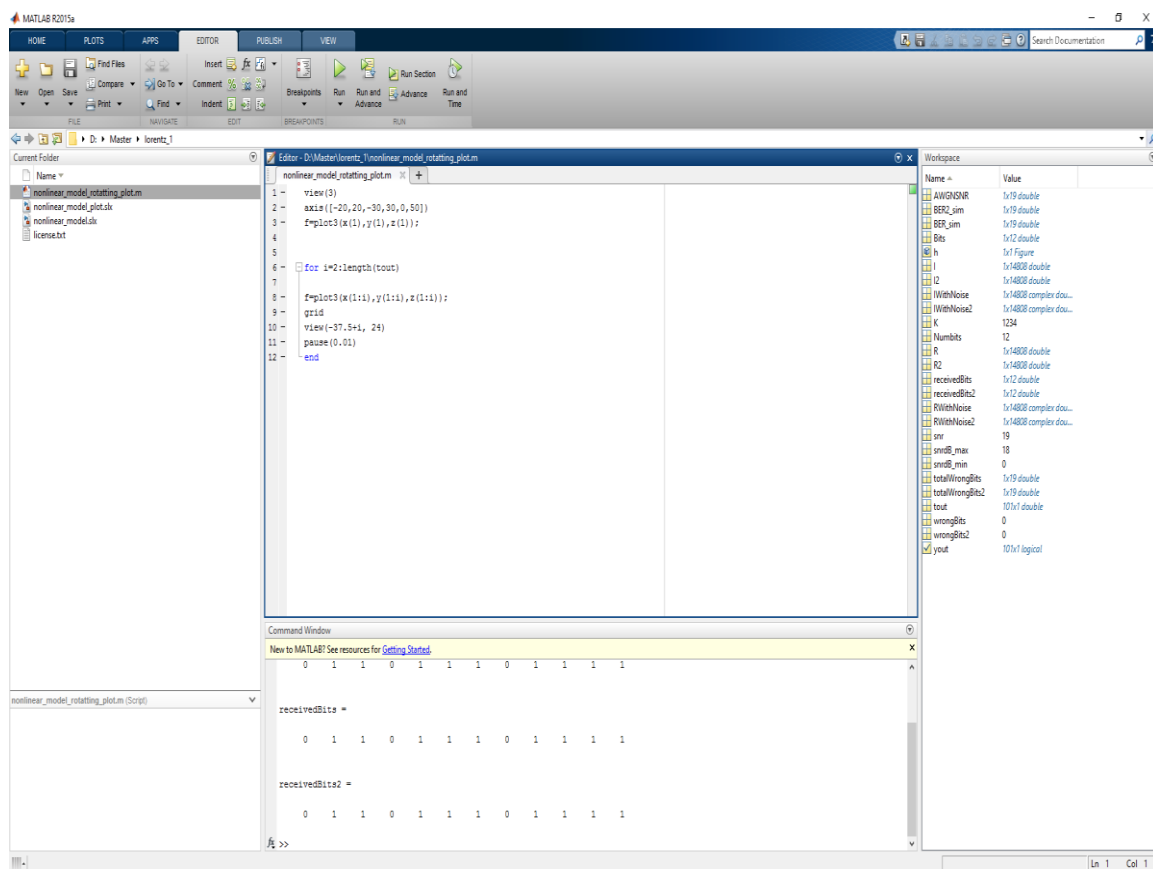 MATLAB R2015a
HOME PLOTS APPS EDITOR PUBLISH VIEW
Search Documentation
New Open Save Find Files Compare Print
Go To Find
Insert Comment Indent
Breakpoints Run Run and Advance Run Section Advance Run and Time
FILE NAVIGATE EDIT BREAKPOINTS RUN
D: Master lorentz_1
Current Folder
Name
nonlinear_model_rotatting_plot.m
nonlinear_model_plot.slx
nonlinear_model.slx
license.txt
nonlinear_model_rotatting_plot.m (Script)
Editor - D:\Master\lorentz_1\nonlinear_model_rotatting_plot.m
nonlinear_model_rotatting_plot.m
1 - view(3)
2 - axis([-20,20,-30,30,0,50])
3 - f=plot3(x(1),y(1),z(1));
4
5
6 - for i=2:length(tout)
7
8 - f=plot3(x(1:i),y(1:i),z(1:i));
9 - grid
10 - view(-37.5+i, 24)
11 - pause(0.01)
12 - end
Command Window
New to MATLAB? See resources for Getting Started.
0 1 1 0 1 1 1 0 1 1 1 1
receivedBits =
0 1 1 0 1 1 1 0 1 1 1 1
receivedBits2 =
0 1 1 0 1 1 1 0 1 1 1 1
fx >>
Workspace
Name Value
AWGNSNR 1x19 double
BER2_sim 1x19 double
BER_sim 1x19 double
Bits 1x12 double
h 1x1 Figure
I 1x14808 double
I2 1x14808 double
IWithNoise 1x14808 complex dou...
IWithNoise2 1x14808 complex dou...
K 1234
Numbits 12
R 1x14808 double
R2 1x14808 double
receivedBits 1x12 double
receivedBits2 1x12 double
RWithNoise 1x14808 complex dou...
RWithNoise2 1x14808 complex dou...
snr 19
snrdB_max 18
snrdB_min 0
totalWrongBits 1x19 double
totalWrongBits2 1x19 double
tout 101x1 double
wrongBits 0
wrongBits2 0
yout 101x1 logical
Ln 1 Col 1